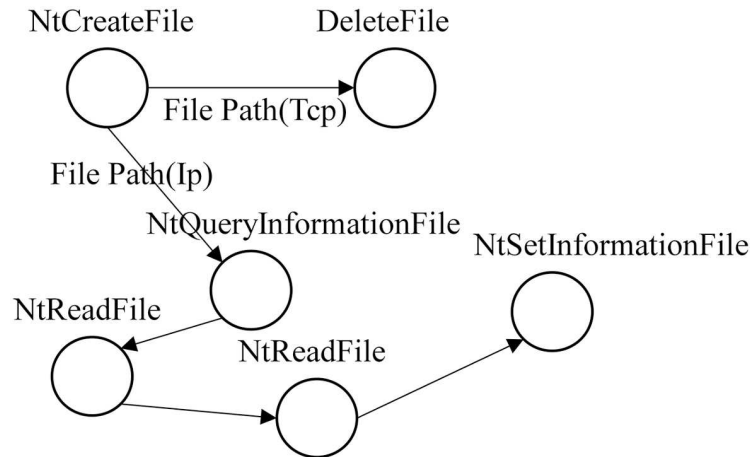 NtCreateFile
DeleteFile
File Path(Tcp)
File Path(Ip)
NtQueryInformationFile
NtSetInformationFile
NtReadFile
NtReadFile